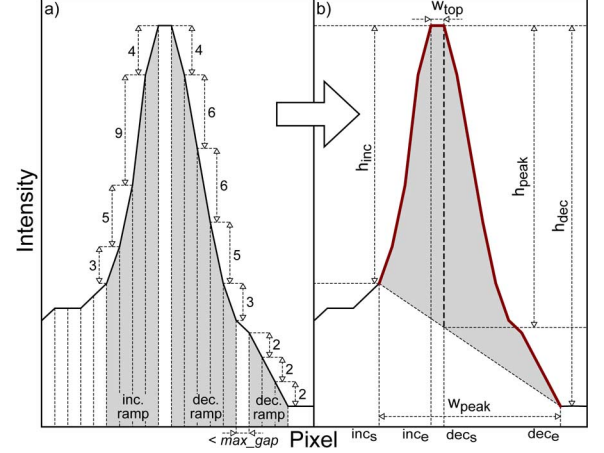 a)
b)
w_top
4
4
9
6
6
5
5
3
3
2
2
2
inc.
ramp
dec.
ramp
dec.
ramp
< max_gap
Intensity
Pixel
h_inc
h_peak
h_dec
w_peak
inc_s
inc_e
dec_s
dec_e